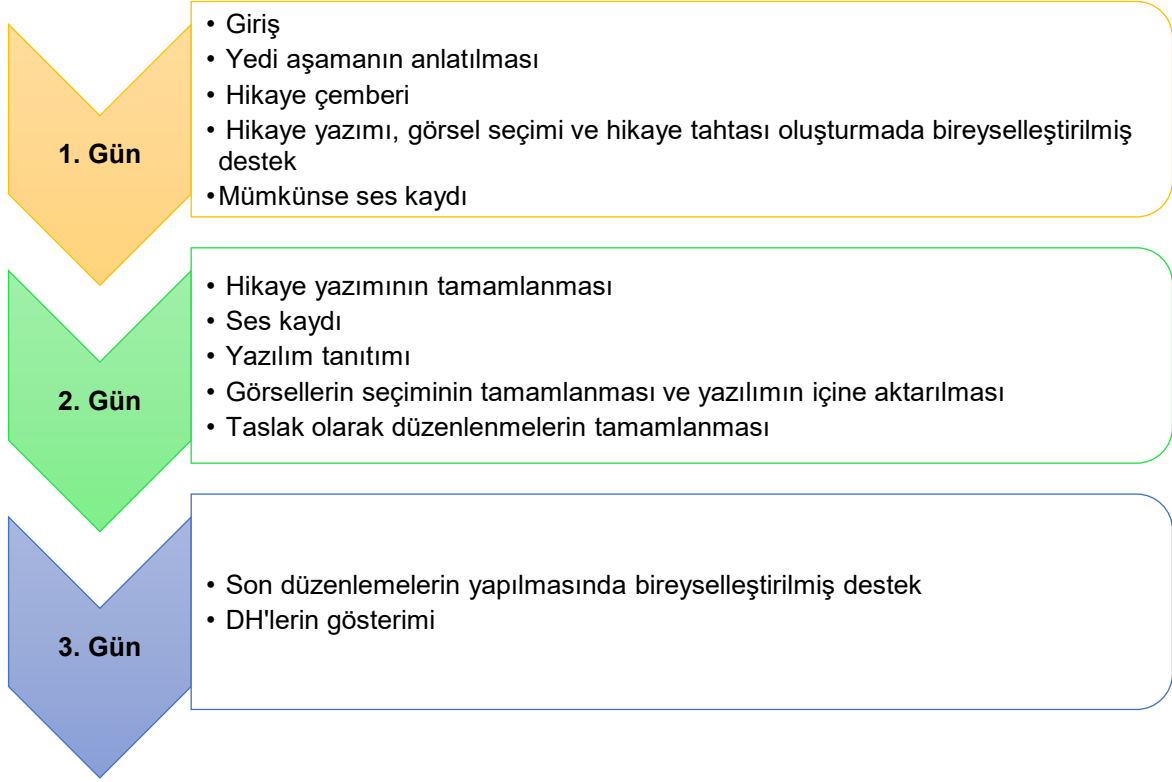 1. Gün
• Giriş
• Yedi aşamanın anlatılması
• Hikaye çemberi
• Hikaye yazımı, görsel seçimi ve hikaye tahtası oluşturmada bireyselleştirilmiş
destek
• Mümkünse ses kaydı
2. Gün
• Hikaye yazımının tamamlanması
• Ses kaydı
• Yazılım tanıtımı
• Görsellerin seçiminin tamamlanması ve yazılımın içine aktarılması
• Taslak olarak düzenlenmelerin tamamlanması
3. Gün
• Son düzenlemelerin yapılmasında bireyselleştirilmiş destek
• DH'lerin gösterimi